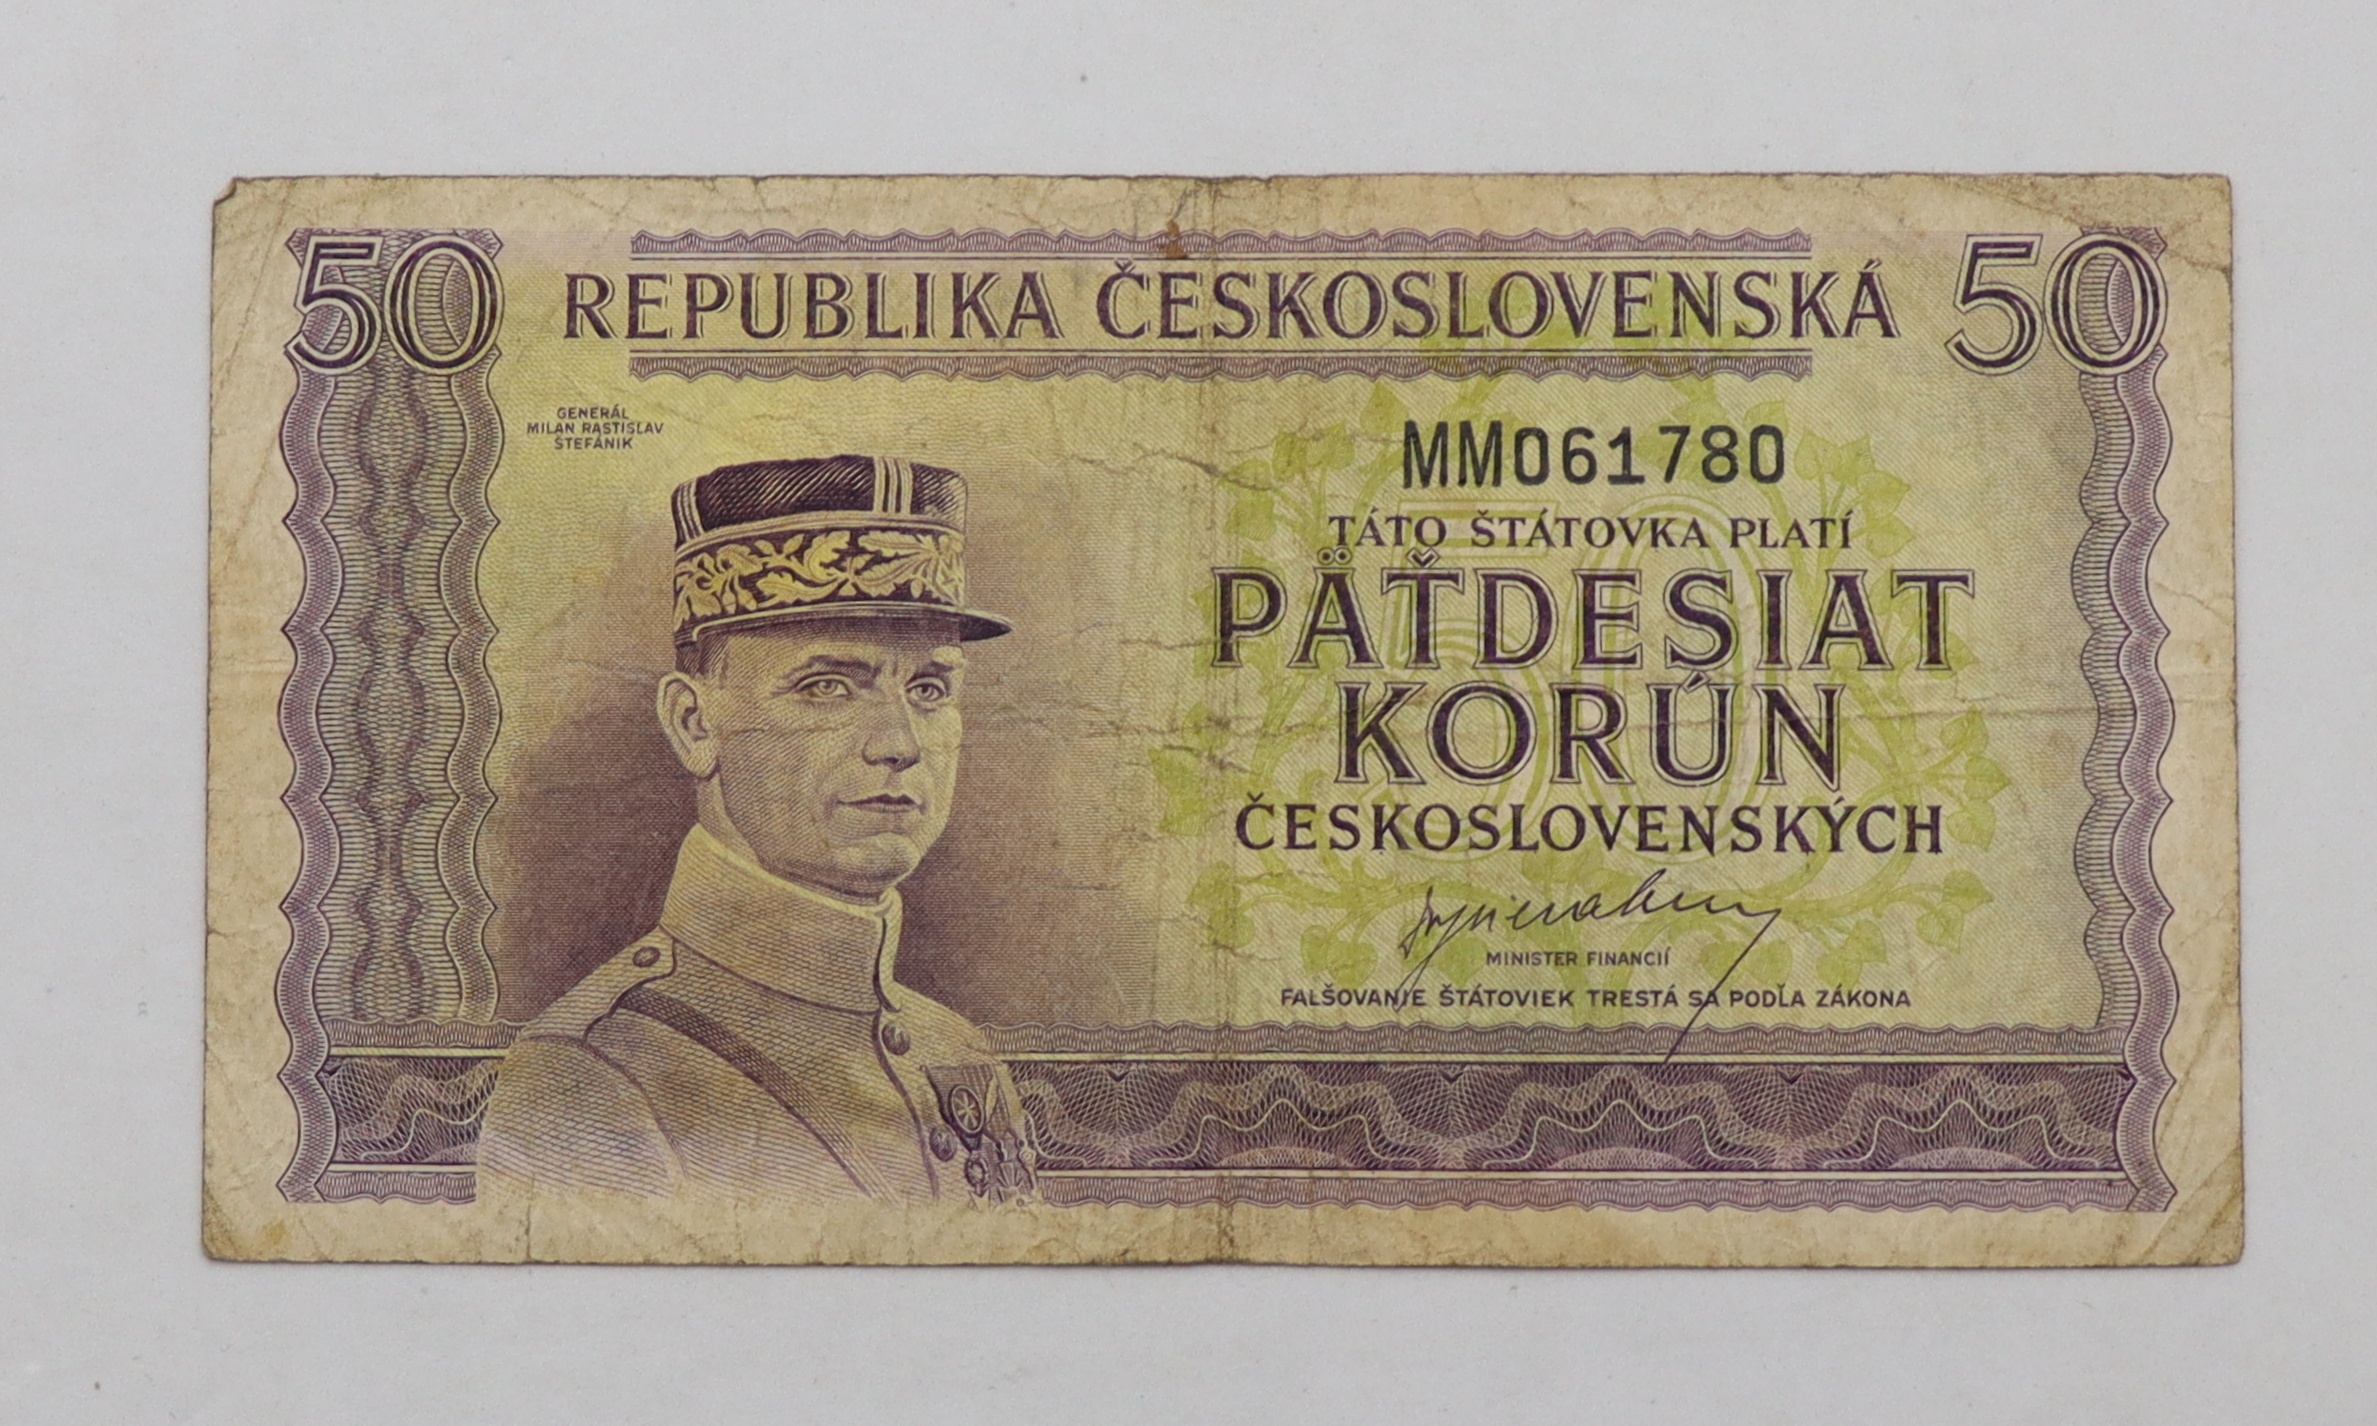 50 REPUBLIKA ČESKOSLOVENSKÁ 50
GENERÁL
MILAN RASTISLAV
ŠTEFÁNIK
MM061780
TÁTO ŠTÁTOVKA PLATÍ
PÄŤDESIAT
KORÚN
ČESKOSLOVENSKÝCH
MINISTER FINANCIÍ
FALŠOVANIE ŠTÁTOVIEK TRESTÁ SA PODĽA ZÁKONA